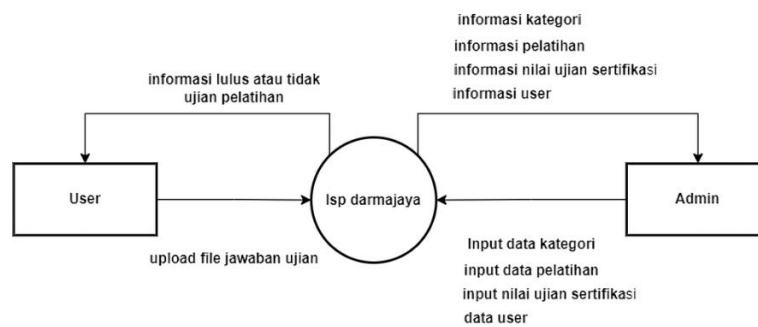 informasi kategori
informasi pelatihan
informasi nilai ujian sertifikasi
informasi user
informasi lulus atau tidak
ujian pelatihan
User
lsp darmajaya
Admin
upload file jawaban ujian
Input data kategori
input data pelatihan
input nilai ujian sertifikasi
data user